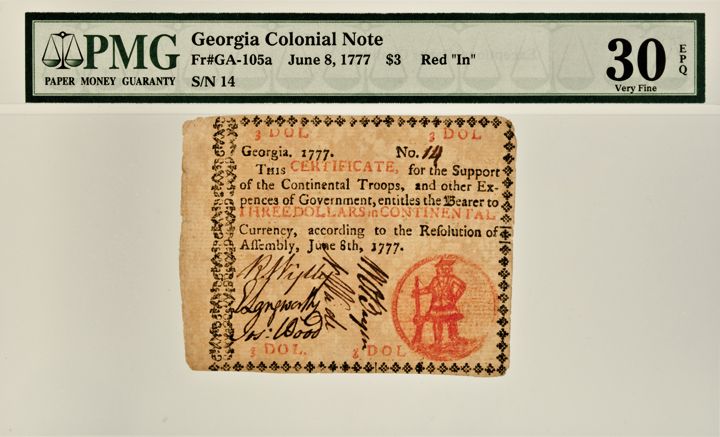 PMG
PAPER MONEY GUARANTY
Georgia Colonial Note
Fr#GA-105a June 8, 1777 $3 Red "In"
S/N 14
30
EPQ
Very Fine
3 DOL 3 DOL
Georgia. 1777. No. 14
THIS CERTIFICATE, for the Support
of the Continental Troops, and other Ex-
pences of Government, entitles the Bearer to
THREE DOLLARS in CONTINENTAL
Currency, according to the Resolution of
Assembly, June 8th, 1777.
Wood
3 DOL. 3 DOL